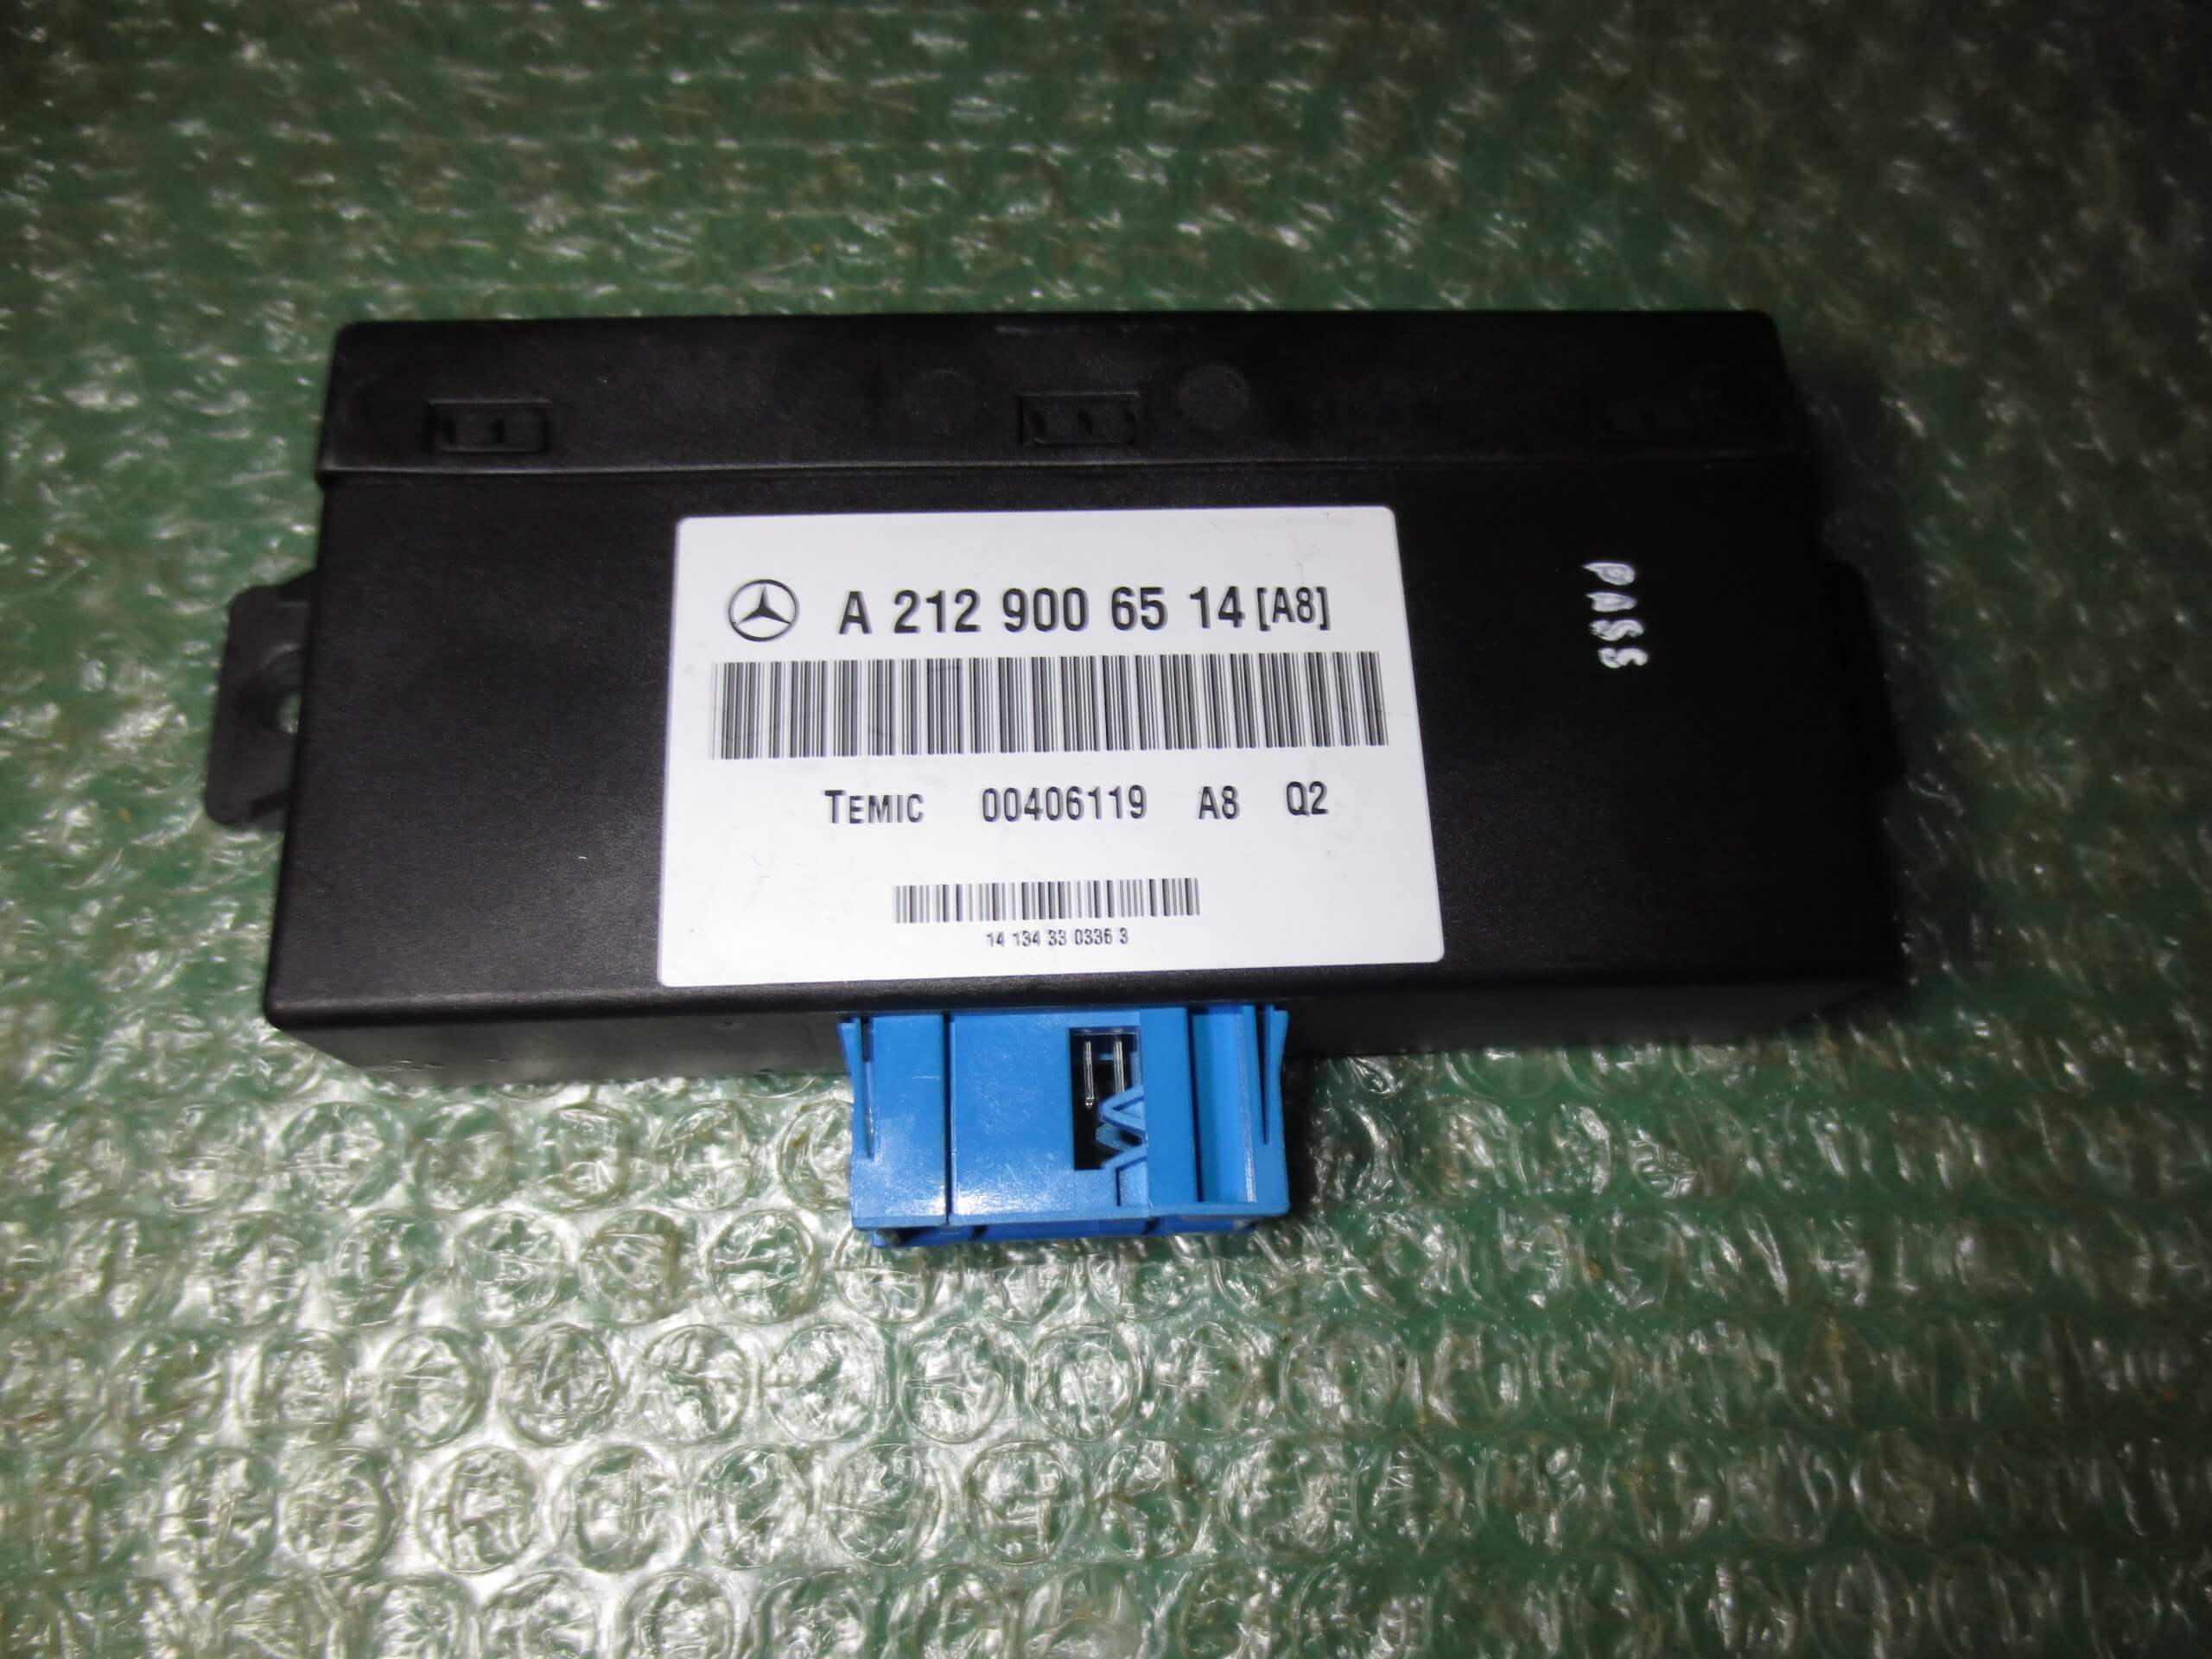 A 212 900 65 14 [A8]
TEMIC 00406119 A8 Q2
14 134 33 0336 3
PASS